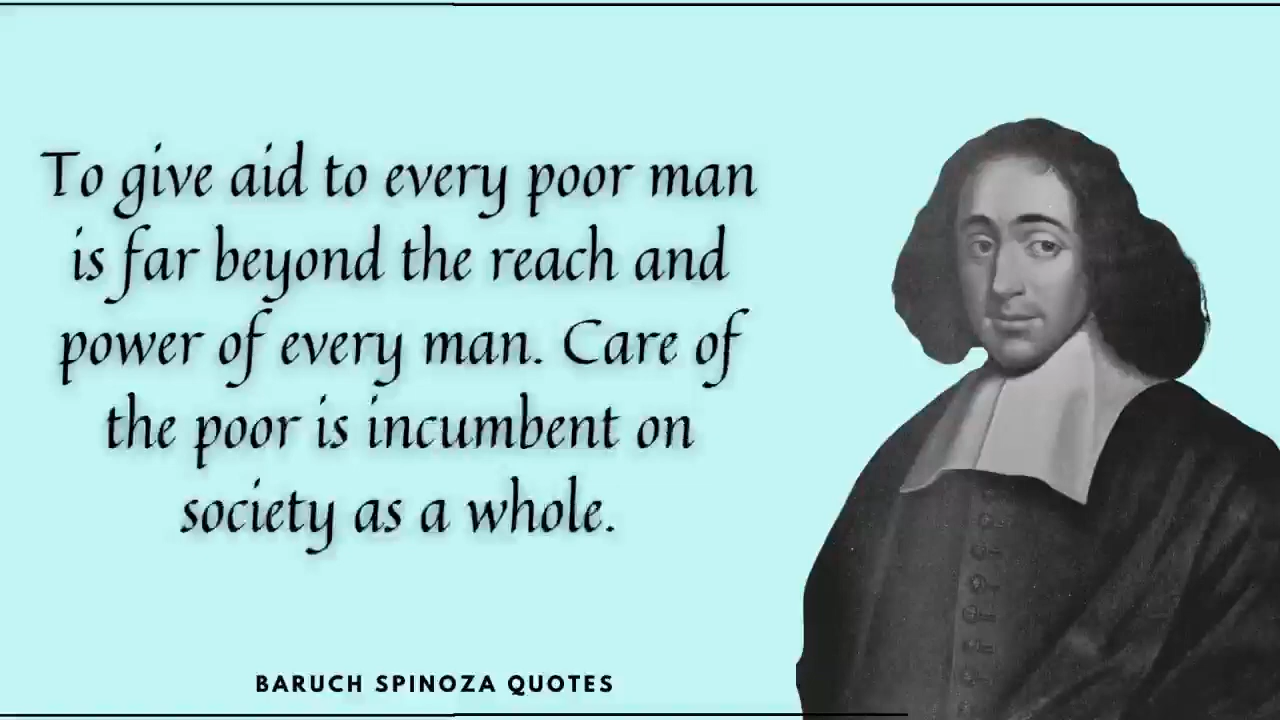 To give aid to every poor man
is far beyond the reach and
power of every man. Care of
the poor is incumbent on
society as a whole.
BARUCH SPINOZA QUOTES